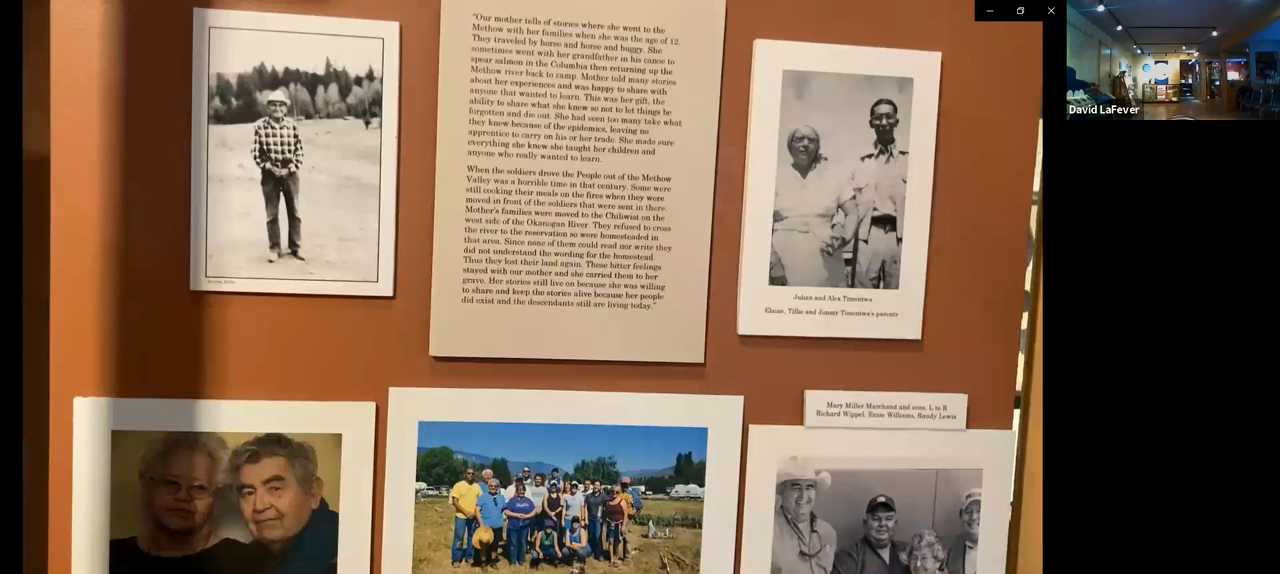 "Our mother tells of stories where she went to the
Methow with her families when she was the age of 12.
They traveled by horse and horse and buggy. She
sometimes went with her grandfather in his canoe to
spear salmon in the Columbia then returning up the
Methow river back to camp. Mother told many stories
about her experiences and was happy to share with
anyone that wanted to learn. This was her gift, the
ability to share what she knew so not to let things be
forgotten and die out. She had seen too many take what
they knew because of the epidemics, leaving no
apprentice to carry on his or her trade. She made sure
everything she knew she taught her children and
anyone who really wanted to learn.
When the soldiers drove the People out of the Methow
Valley was a horrible time in that century. Some were
still cooking their meals on the fires when they were
moved in front of the soldiers that were sent in there.
Mother's families were moved to the Chiliwist on the
west side of the Okanogan River. They refused to cross
the river to the reservation so were homesteaded in
that area. Since none of them could read nor write they
did not understand the wording for the homestead.
Thus they lost their land again. These bitter feelings
stayed with our mother and she carried them to her
grave. Her stories still live on because she was willing
to share and keep the stories alive because her people
did exist and the descendants still are living today."
Miller
Julian and Alex Timentwa
Elaine, Tillie and Jimmy Timentwa's parents
Mary Miller Marchand and sons, L to R
Richard Wippel, Ernie Williams, Randy Lewis
David LaFever